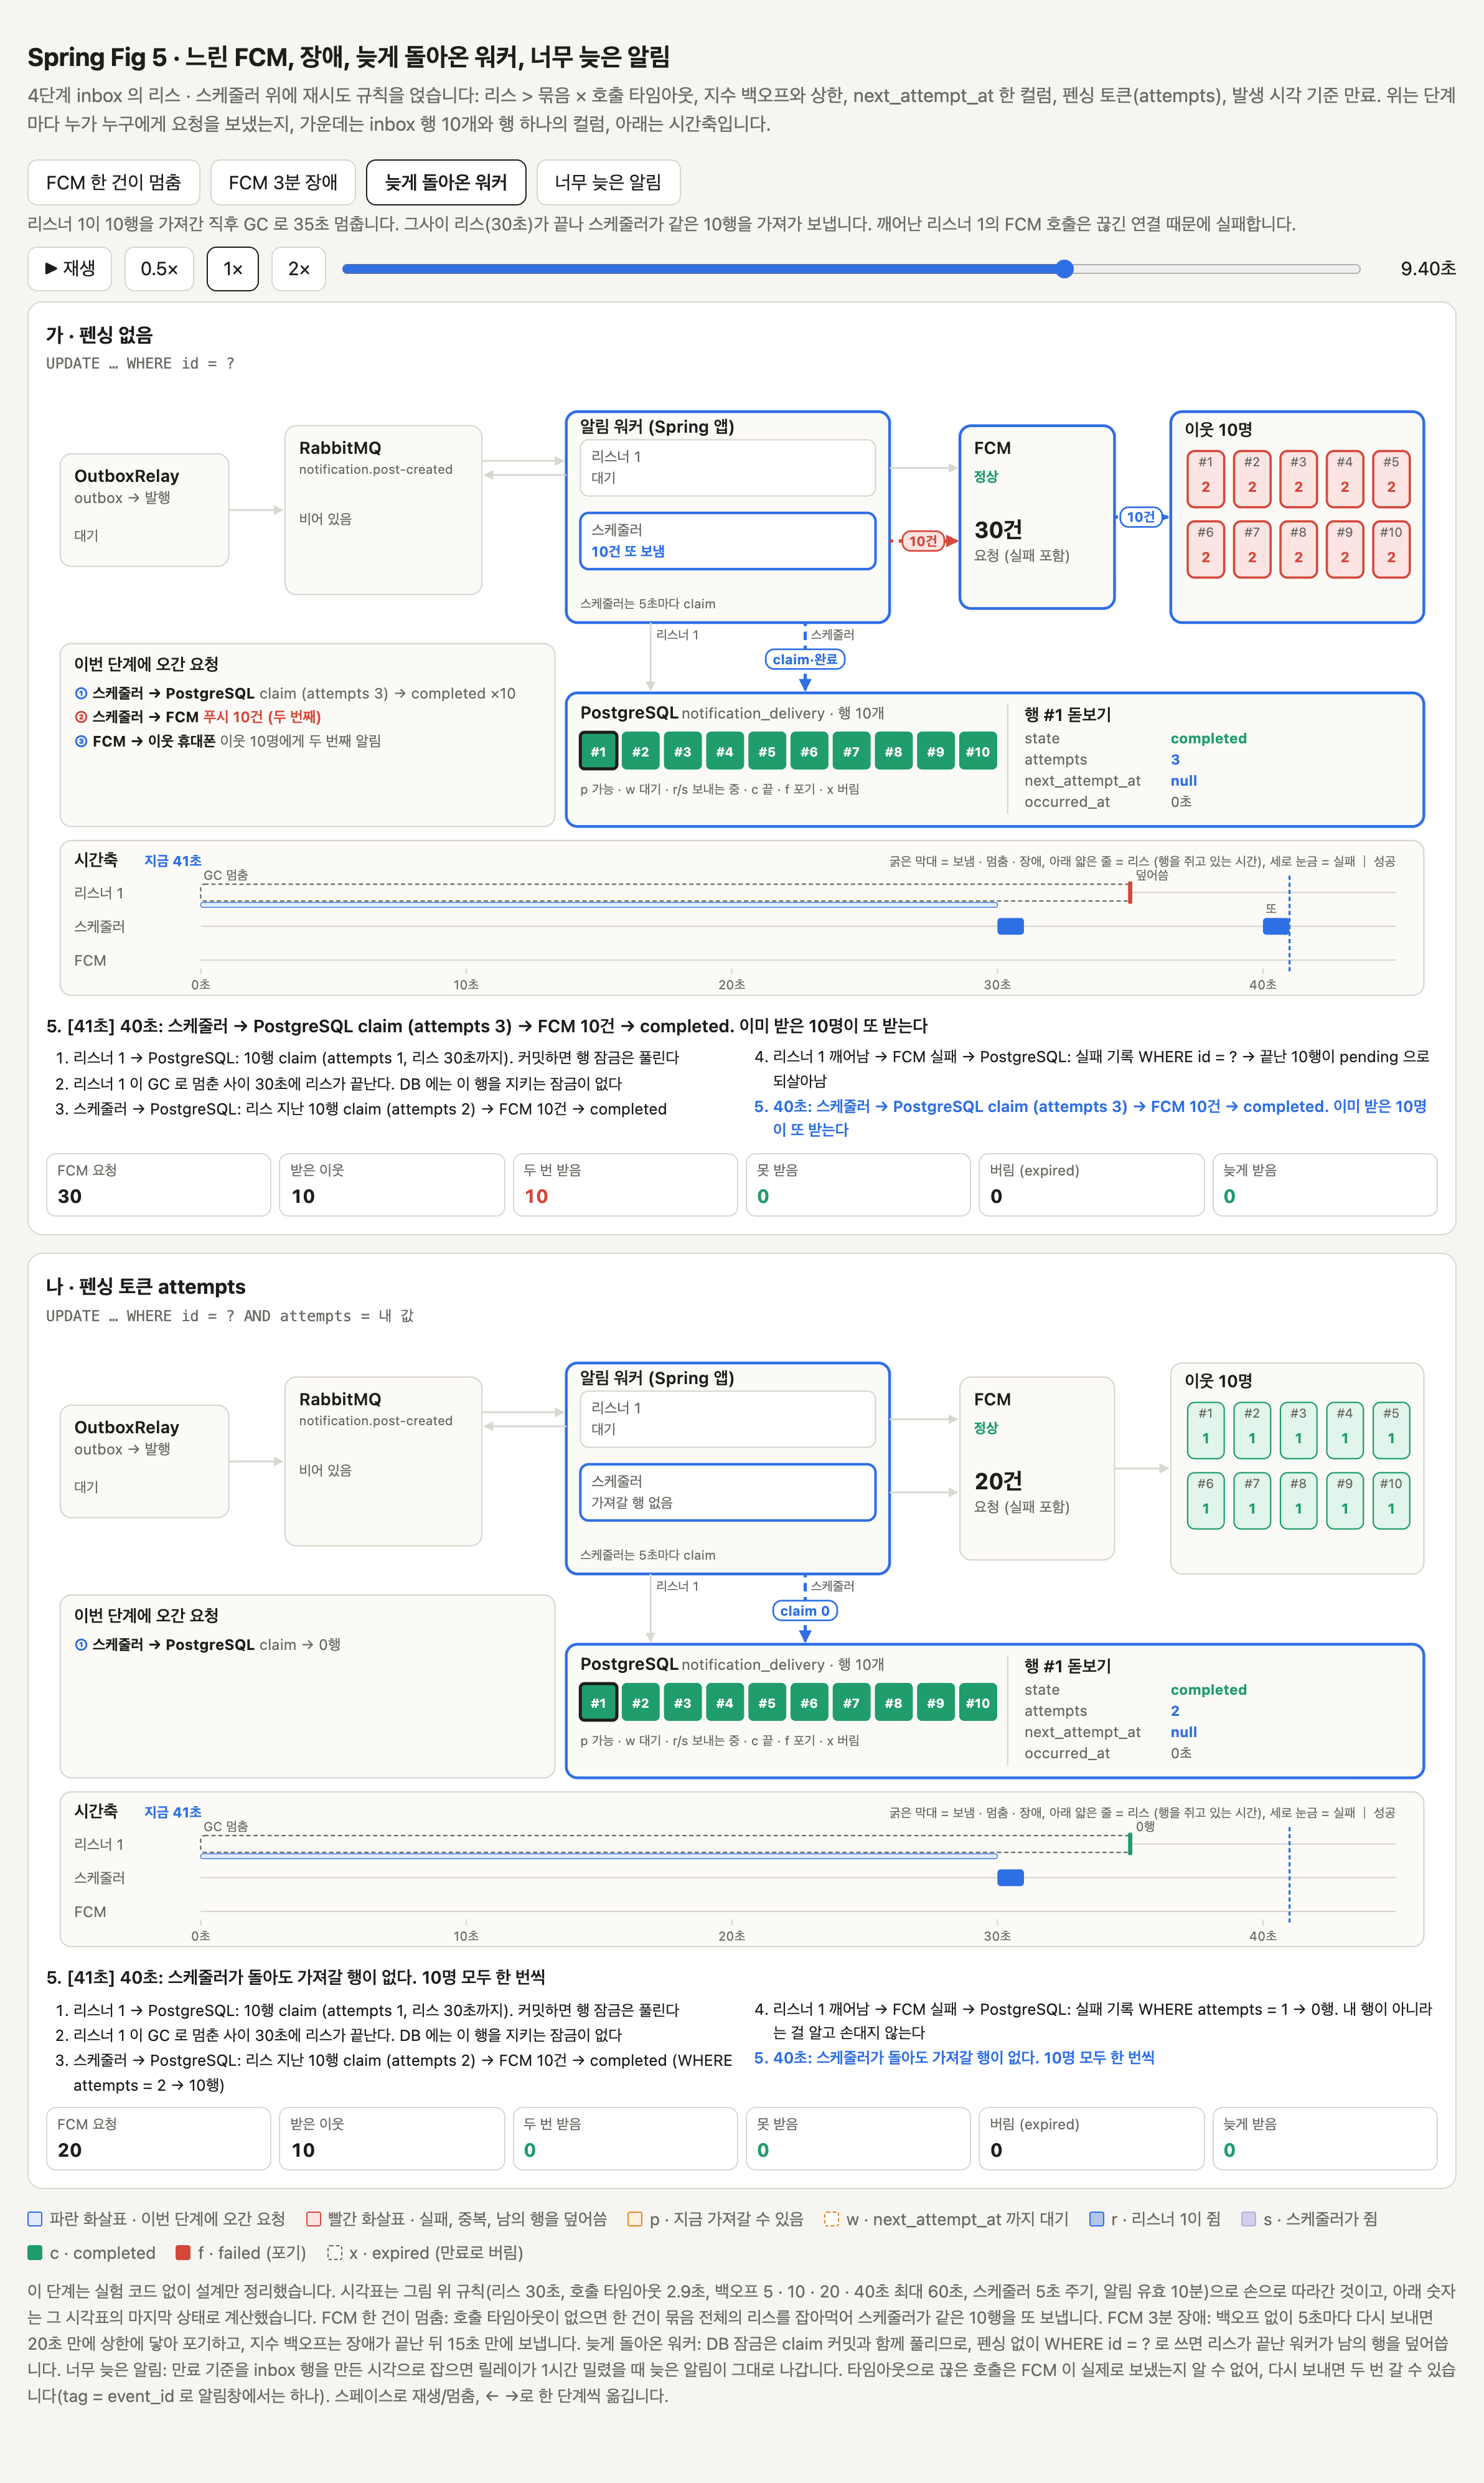 Spring Fig 5 · 느린 FCM, 장애, 늦게 돌아온 워커, 너무 늦은 알림
4단계 inbox 의 리스 · 스케줄러 위에 재시도 규칙을 얹습니다: 리스 > 묶음 × 호출 타임아웃, 지수 백오프와 상한, next_attempt_at 한 컬럼, 펜싱 토큰(attempts), 발생 시각 기준 만료. 위는 단계
마다 누가 누구에게 요청을 보냈는지, 가운데는 inbox 행 10개와 행 하나의 컬럼, 아래는 시간축입니다.
FCM 한 건이 멈춤
FCM 3분 장애
늦게 돌아온 워커
너무 늦은 알림
리스너 1이 10행을 가져간 직후 GC 로 35초 멈춥니다. 그사이 리스(30초)가 끝나 스케줄러가 같은 10행을 가져가 보냅니다. 깨어난 리스너 1의 FCM 호출은 끊긴 연결 때문에 실패합니다.
▶ 재생
0.5×
1×
2×
9.40초
가 · 펜싱 없음
UPDATE … WHERE id = ?
OutboxRelay
outbox → 발행
대기
RabbitMQ
notification.post-created
비어 있음
알림 워커 (Spring 앱)
리스너 1
대기
스케줄러
10건 또 보냄
스케줄러는 5초마다 claim
10건
FCM
정상
30건
요청 (실패 포함)
10건
이웃 10명
#1 #2 #3 #4 #5
2 2 2 2 2
#6 #7 #8 #9 #10
2 2 2 2 2
리스너 1
스케줄러
claim·완료
이번 단계에 오간 요청
① 스케줄러 → PostgreSQL claim (attempts 3) → completed ×10
② 스케줄러 → FCM 푸시 10건 (두 번째)
③ FCM → 이웃 휴대폰 이웃 10명에게 두 번째 알림
PostgreSQL notification_delivery · 행 10개
#1 #2 #3 #4 #5 #6 #7 #8 #9 #10
p 가능 · w 대기 · r/s 보내는 중 · c 끝 · f 포기 · x 버림
행 #1 돋보기
state completed
attempts 3
next_attempt_at null
occurred_at 0초
시간축 지금 41초
굵은 막대 = 보냄 · 멈춤 · 장애, 아래 얇은 줄 = 리스 (행을 쥐고 있는 시간), 세로 눈금 = 실패 | 성공
GC 멈춤
덮어씀
리스너 1
또
스케줄러
FCM
0초 10초 20초 30초 40초
5. [41초] 40초: 스케줄러 → PostgreSQL claim (attempts 3) → FCM 10건 → completed. 이미 받은 10명이 또 받는다
1. 리스너 1 → PostgreSQL: 10행 claim (attempts 1, 리스 30초까지). 커밋하면 행 잠금은 풀린다
2. 리스너 1 이 GC 로 멈춘 사이 30초에 리스가 끝난다. DB 에는 이 행을 지키는 잠금이 없다
3. 스케줄러 → PostgreSQL: 리스 지난 10행 claim (attempts 2) → FCM 10건 → completed
4. 리스너 1 깨어남 → FCM 실패 → PostgreSQL: 실패 기록 WHERE id = ? → 끝난 10행이 pending 으로
되살아남
5. 40초: 스케줄러 → PostgreSQL claim (attempts 3) → FCM 10건 → completed. 이미 받은 10명
이 또 받는다
FCM 요청
30
받은 이웃
10
두 번 받음
10
못 받음
0
버림 (expired)
0
늦게 받음
0
나 · 펜싱 토큰 attempts
UPDATE … WHERE id = ? AND attempts = 내 값
OutboxRelay
outbox → 발행
대기
RabbitMQ
notification.post-created
비어 있음
알림 워커 (Spring 앱)
리스너 1
대기
스케줄러
가져갈 행 없음
스케줄러는 5초마다 claim
FCM
정상
20건
요청 (실패 포함)
이웃 10명
#1 #2 #3 #4 #5
1 1 1 1 1
#6 #7 #8 #9 #10
1 1 1 1 1
리스너 1
스케줄러
claim 0
이번 단계에 오간 요청
① 스케줄러 → PostgreSQL claim → 0행
PostgreSQL notification_delivery · 행 10개
#1 #2 #3 #4 #5 #6 #7 #8 #9 #10
p 가능 · w 대기 · r/s 보내는 중 · c 끝 · f 포기 · x 버림
행 #1 돋보기
state completed
attempts 2
next_attempt_at null
occurred_at 0초
시간축 지금 41초
굵은 막대 = 보냄 · 멈춤 · 장애, 아래 얇은 줄 = 리스 (행을 쥐고 있는 시간), 세로 눈금 = 실패 | 성공
GC 멈춤
0행
리스너 1
스케줄러
FCM
0초 10초 20초 30초 40초
5. [41초] 40초: 스케줄러가 돌아도 가져갈 행이 없다. 10명 모두 한 번씩
1. 리스너 1 → PostgreSQL: 10행 claim (attempts 1, 리스 30초까지). 커밋하면 행 잠금은 풀린다
2. 리스너 1 이 GC 로 멈춘 사이 30초에 리스가 끝난다. DB 에는 이 행을 지키는 잠금이 없다
3. 스케줄러 → PostgreSQL: 리스 지난 10행 claim (attempts 2) → FCM 10건 → completed (WHERE
attempts = 2 → 10행)
4. 리스너 1 깨어남 → FCM 실패 → PostgreSQL: 실패 기록 WHERE attempts = 1 → 0행. 내 행이 아니라
는 걸 알고 손대지 않는다
5. 40초: 스케줄러가 돌아도 가져갈 행이 없다. 10명 모두 한 번씩
FCM 요청
20
받은 이웃
10
두 번 받음
0
못 받음
0
버림 (expired)
0
늦게 받음
0
파란 화살표 · 이번 단계에 오간 요청
빨간 화살표 · 실패, 중복, 남의 행을 덮어씀
p · 지금 가져갈 수 있음
w · next_attempt_at 까지 대기
r · 리스너 1이 쥠
s · 스케줄러가 쥠
c · completed
f · failed (포기)
x · expired (만료로 버림)
이 단계는 실험 코드 없이 설계만 정리했습니다. 시각표는 그림 위 규칙(리스 30초, 호출 타임아웃 2.9초, 백오프 5 · 10 · 20 · 40초 최대 60초, 스케줄러 5초 주기, 알림 유효 10분)으로 손으로 따라간 것이고, 아래 숫자
는 그 시각표의 마지막 상태로 계산했습니다. FCM 한 건이 멈춤: 호출 타임아웃이 없으면 한 건이 묶음 전체의 리스를 잡아먹어 스케줄러가 같은 10행을 또 보냅니다. FCM 3분 장애: 백오프 없이 5초마다 다시 보내면
20초 만에 상한에 닿아 포기하고, 지수 백오프는 장애가 끝난 뒤 15초 만에 보냅니다. 늦게 돌아온 워커: DB 잠금은 claim 커밋과 함께 풀리므로, 펜싱 없이 WHERE id = ? 로 쓰면 리스가 끝난 워커가 남의 행을 덮어씁
니다. 너무 늦은 알림: 만료 기준을 inbox 행을 만든 시각으로 잡으면 릴레이가 1시간 밀렸을 때 늦은 알림이 그대로 나갑니다. 타임아웃으로 끊은 호출은 FCM 이 실제로 보냈는지 알 수 없어, 다시 보내면 두 번 갈 수 있습
니다(tag = event_id 로 알림창에서는 하나). 스페이스로 재생/멈춤, ← →로 한 단계씩 옮깁니다.